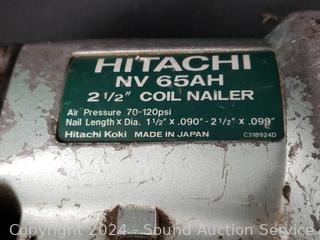 HITACHI
NV 65AH
2 1/2" COIL NAILER
Air Pressure 70-120psi
Nail Length x Dia. 1 1/2" x .090" - 2 1/2" x .099"
Hitachi Koki MADE IN JAPAN C318924D
Copyright 2024 - Sound Auction Service -